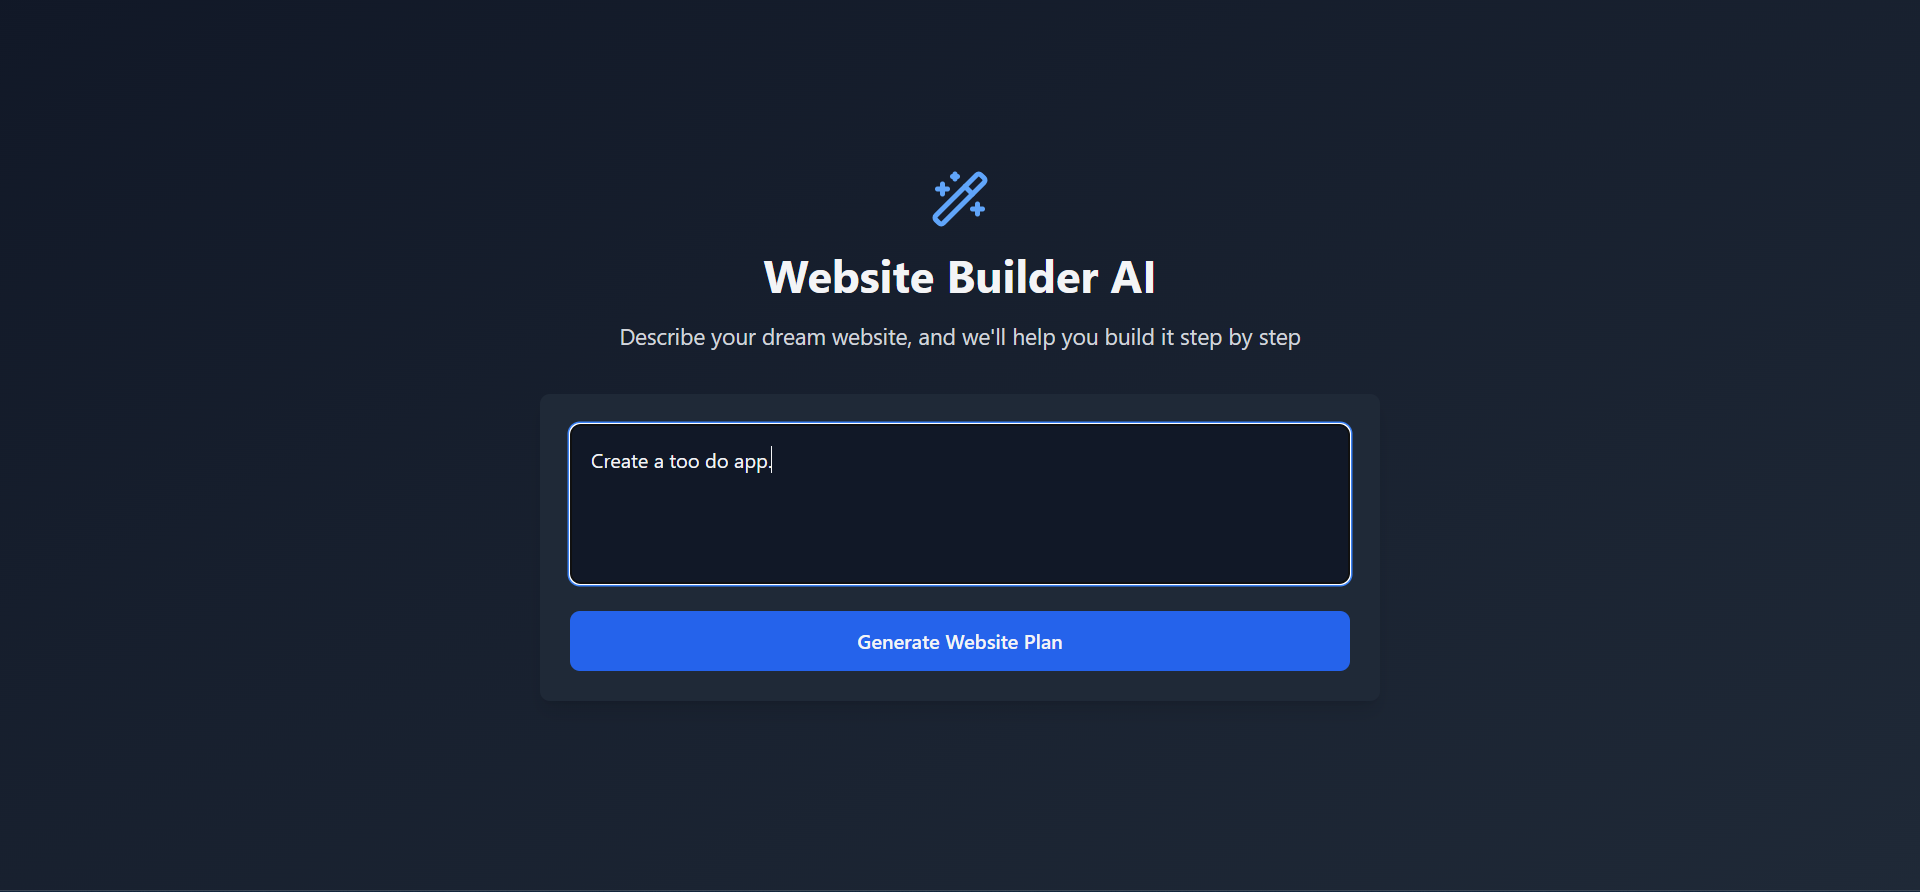 Website Builder AI
Describe your dream website, and we'll help you build it step by step
Create a too do app.
Generate Website Plan